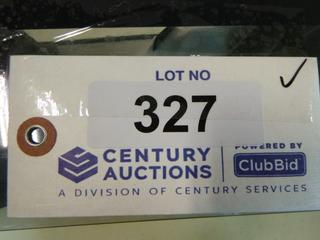 LOT NO
327
CENTURY
AUCTIONS
POWERED BY
ClubBid
A DIVISION OF CENTURY SERVICES